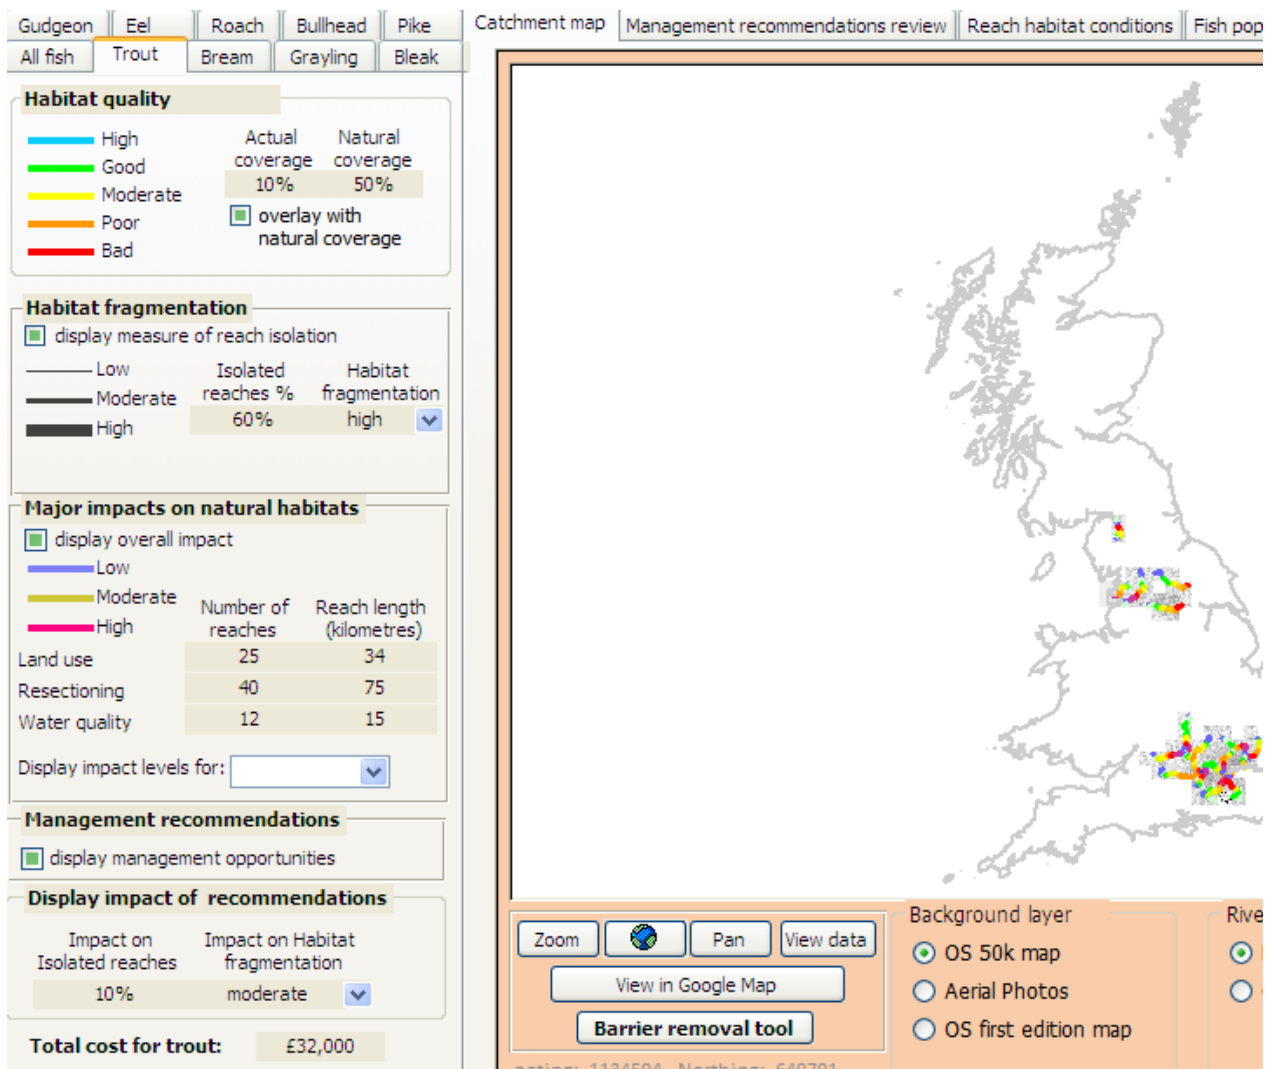 Gudgeon Eel Roach Bullhead Pike
All fish Trout Bream Grayling Bleak
Habitat quality
High
Good
Moderate
Poor
Bad
Actual coverage
Natural coverage
10% 50%
overlay with
natural coverage
Habitat fragmentation
display measure of reach isolation
Low
Moderate
High
Isolated reaches %
Habitat fragmentation
60% high
Major impacts on natural habitats
display overall impact
Low
Moderate
High
Number of reaches
Reach length (kilometres)
Land use 25 34
Resectioning 40 75
Water quality 12 15
Display impact levels for:
Management recommendations
display management opportunities
Display impact of recommendations
Impact on Isolated reaches
Impact on Habitat fragmentation
10% moderate
Total cost for trout: £32,000
Catchment map Management recommendations review Reach habitat conditions Fish pop
Zoom Pan View data
View in Google Map
Barrier removal tool
Background layer
OS 50k map
Aerial Photos
OS first edition map
Rive